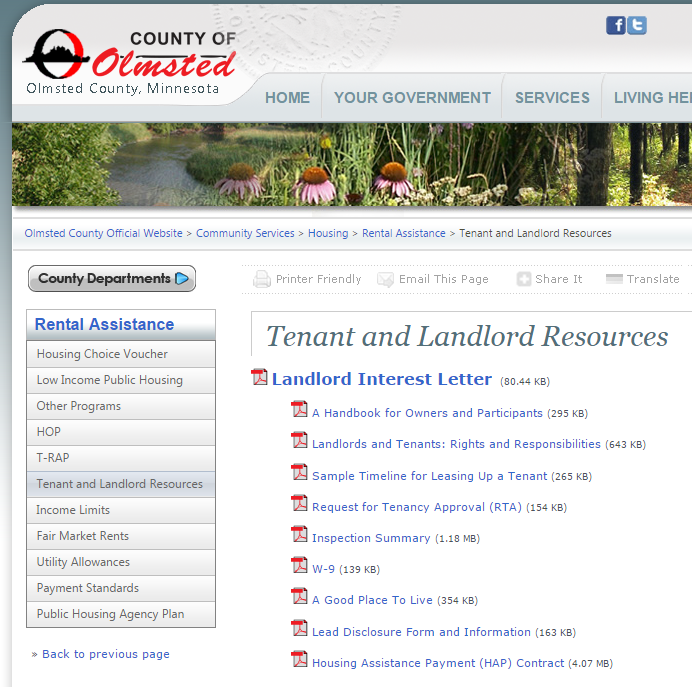 COUNTY OF
Olmsted
Olmsted County, Minnesota
HOME YOUR GOVERNMENT SERVICES LIVING HE
Olmsted County Official Website > Community Services > Housing > Rental Assistance > Tenant and Landlord Resources
County Departments
Printer Friendly Email This Page Share It Translate
Rental Assistance
Housing Choice Voucher
Low Income Public Housing
Other Programs
HOP
T-RAP
Tenant and Landlord Resources
Income Limits
Fair Market Rents
Utility Allowances
Payment Standards
Public Housing Agency Plan
» Back to previous page
Tenant and Landlord Resources
Landlord Interest Letter (80.44 KB)
A Handbook for Owners and Participants (295 KB)
Landlords and Tenants: Rights and Responsibilities (643 KB)
Sample Timeline for Leasing Up a Tenant (265 KB)
Request for Tenancy Approval (RTA) (154 KB)
Inspection Summary (1.18 MB)
W-9 (139 KB)
A Good Place To Live (354 KB)
Lead Disclosure Form and Information (163 KB)
Housing Assistance Payment (HAP) Contract (4.07 MB)